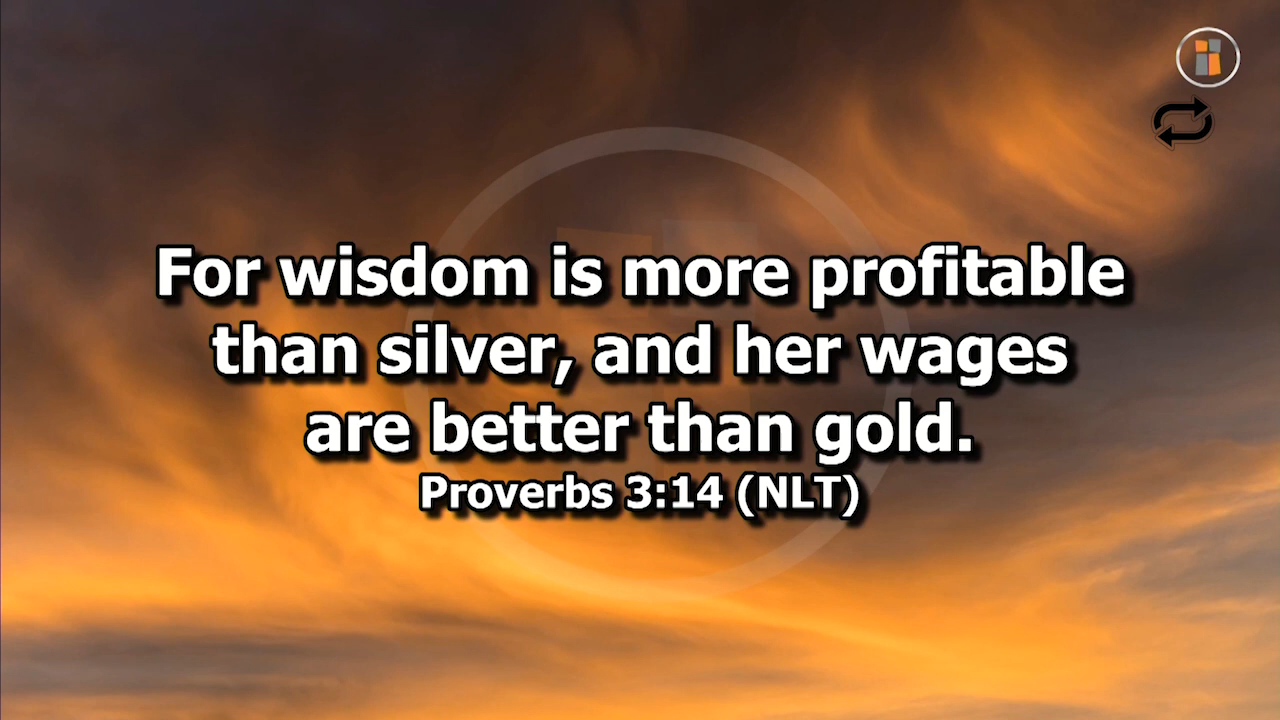 For wisdom is more profitable
than silver, and her wages
are better than gold.
Proverbs 3:14 (NLT)